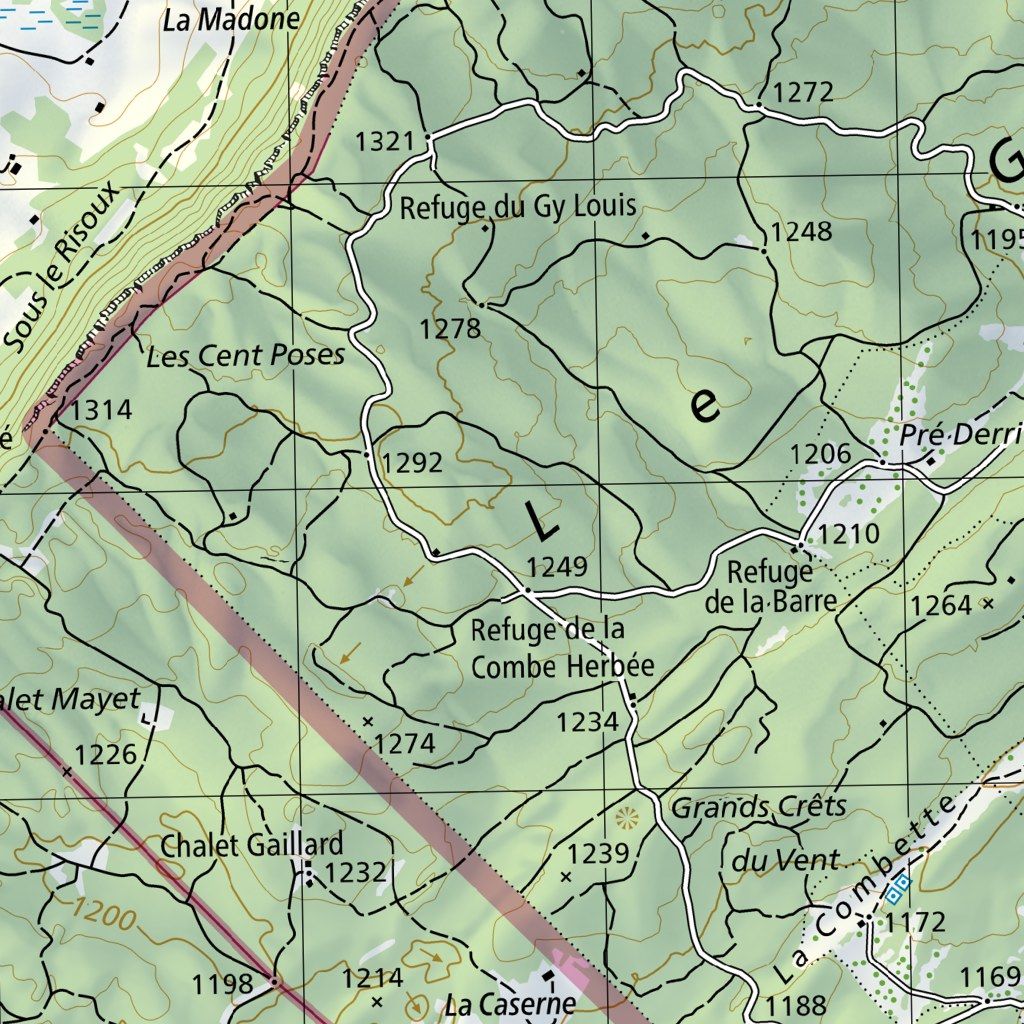 La Madone
1272
1321
G
Sous le Risoux
Refuge du Gy Louis
1248
1195
1278
Les Cent Poses
1314
e
é
1206
Pré Derri
1292
L
1210
1249
Refuge
de la Barre
1264
Refuge de la
Combe Herbée
alet Mayet
1234
1274
1226
Grands Crêts
du Vent
Chalet Gaillard
1232
1239
La Combette
1200
1172
1198
1214
La Caserne
1169
1188